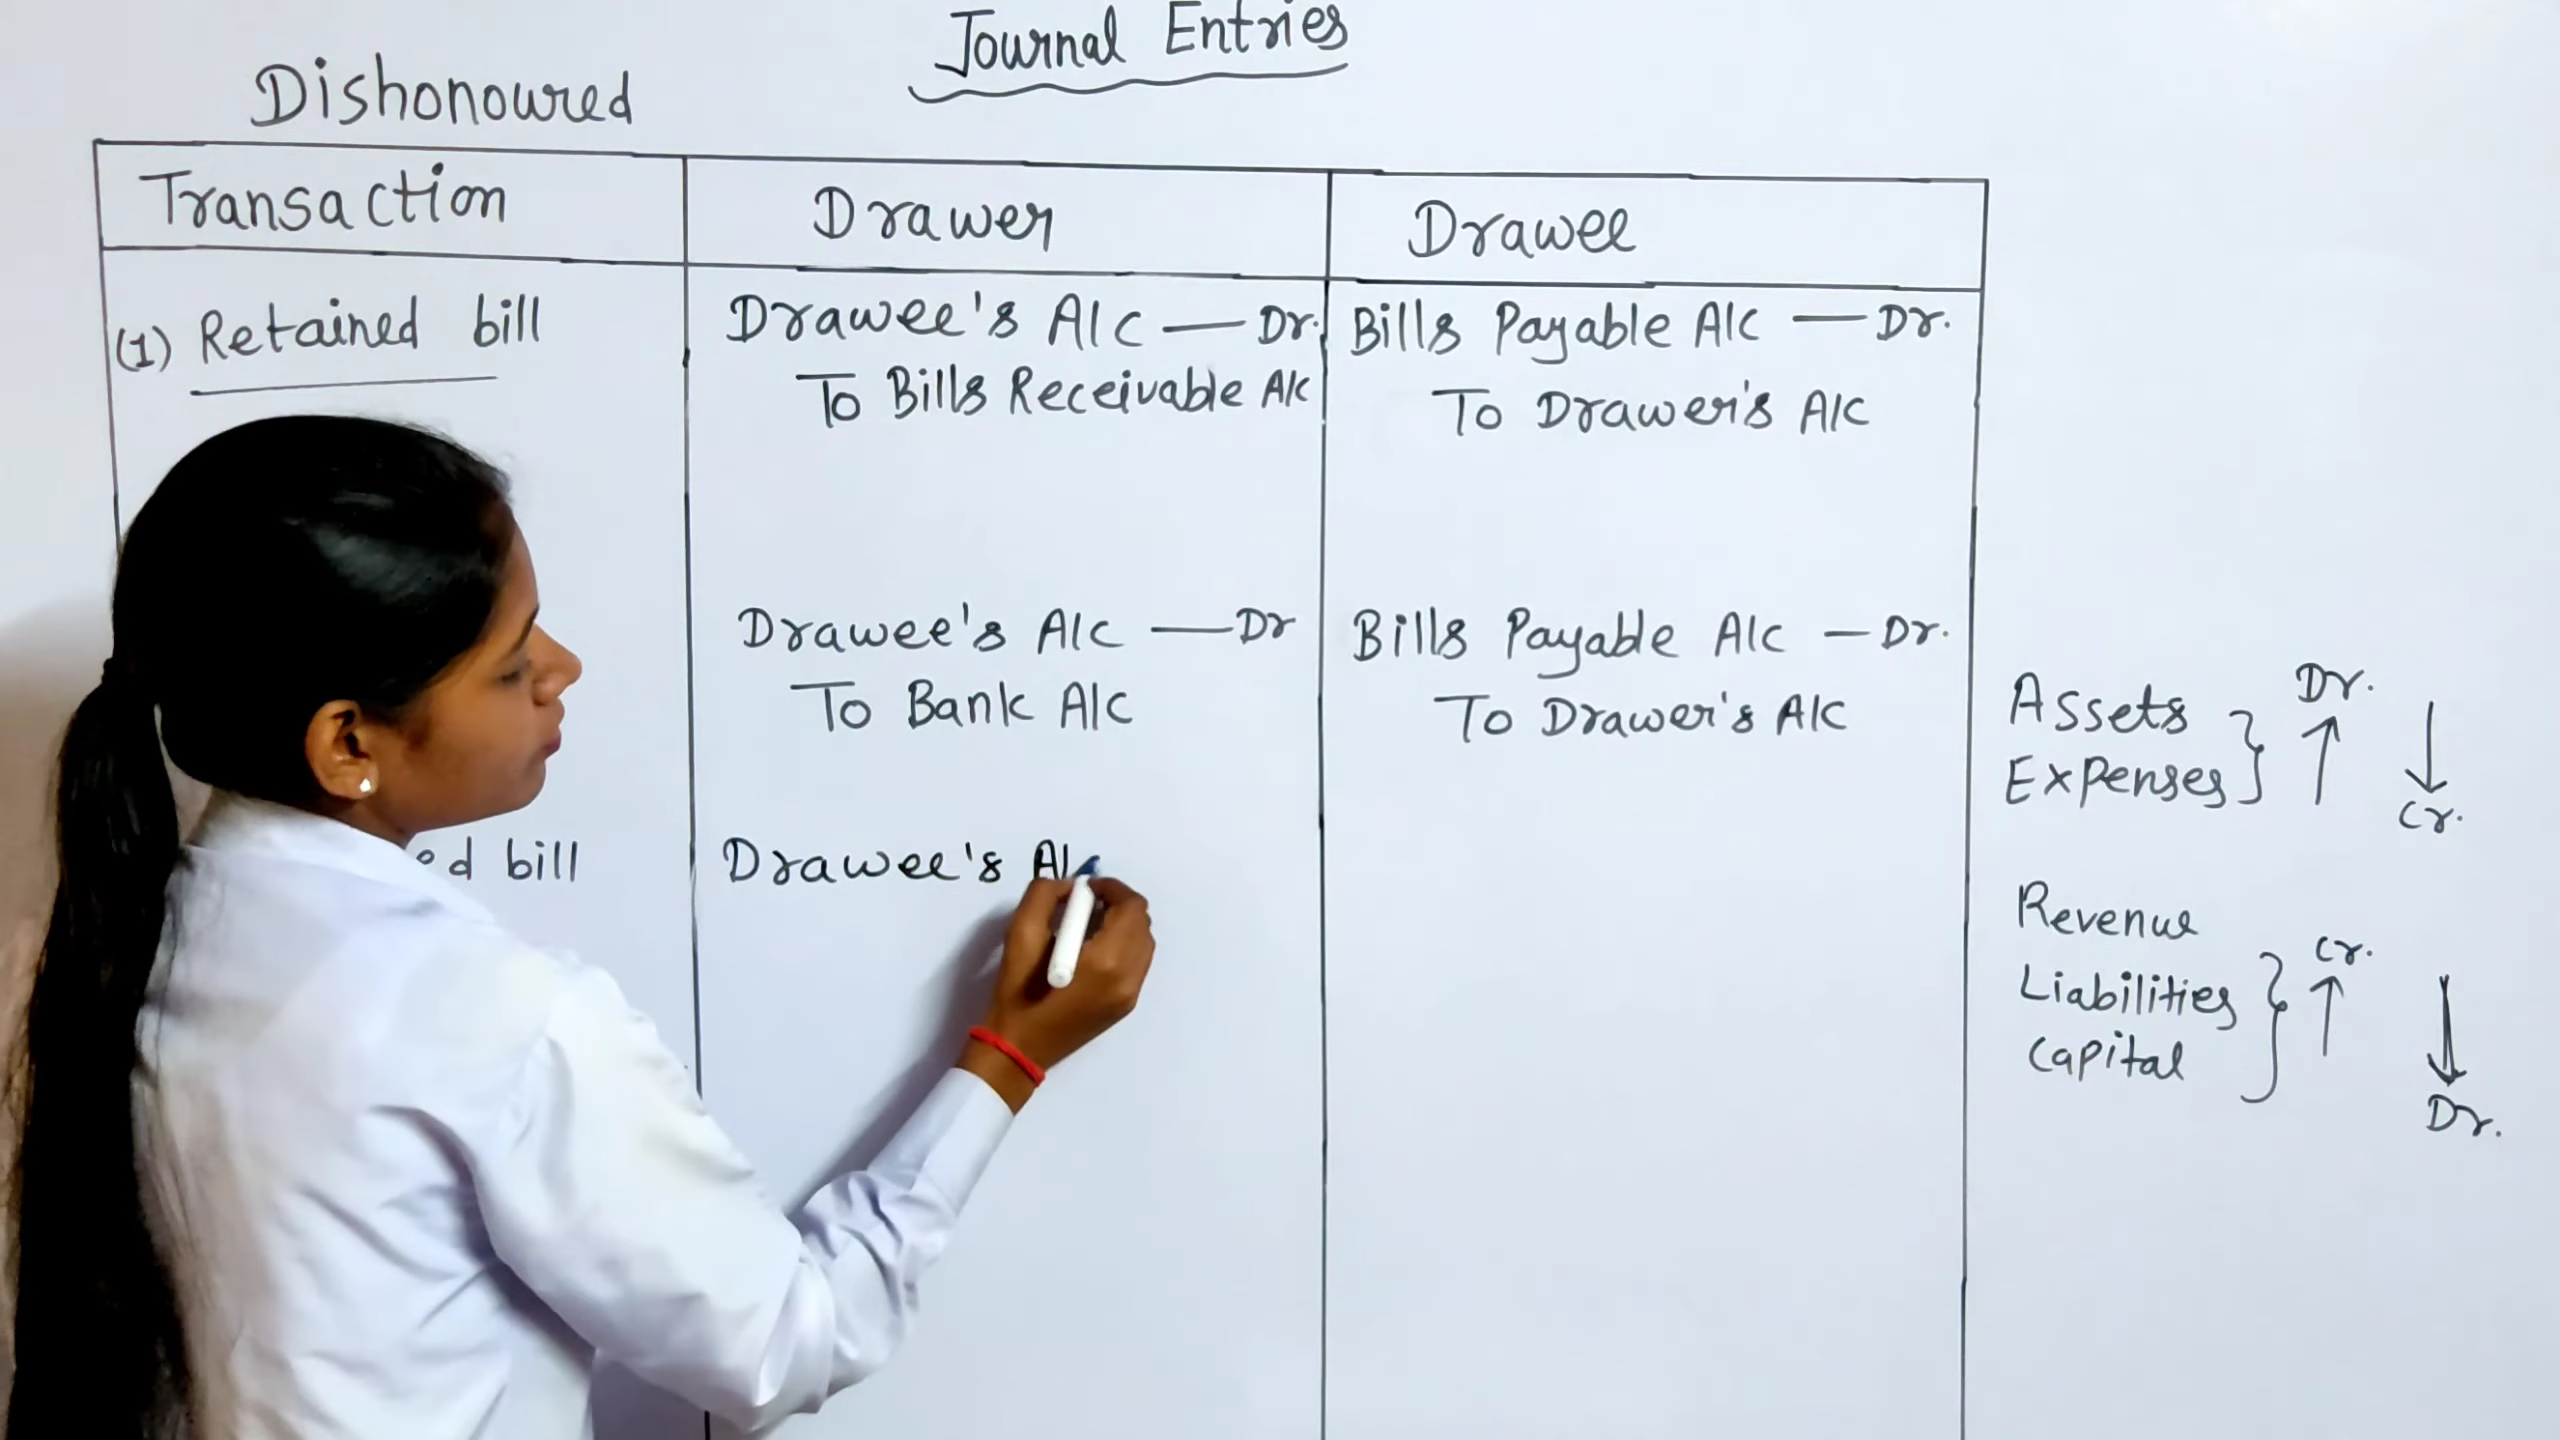 Journal Entries
Dishonoured
Transaction
Drawer
Drawee
(1) Retained bill
Drawee's A/C — Dr.
To Bills Receivable A/C
Bills Payable A/C — Dr.
To Drawer's A/C
Drawee's A/C — Dr
To Bank A/C
Bills Payable A/C — Dr.
To Drawer's A/C
bill
Drawee's
Assets
Expenses
Dr.
Cr.
Revenue
Liabilities
Capital
Cr.
Dr.